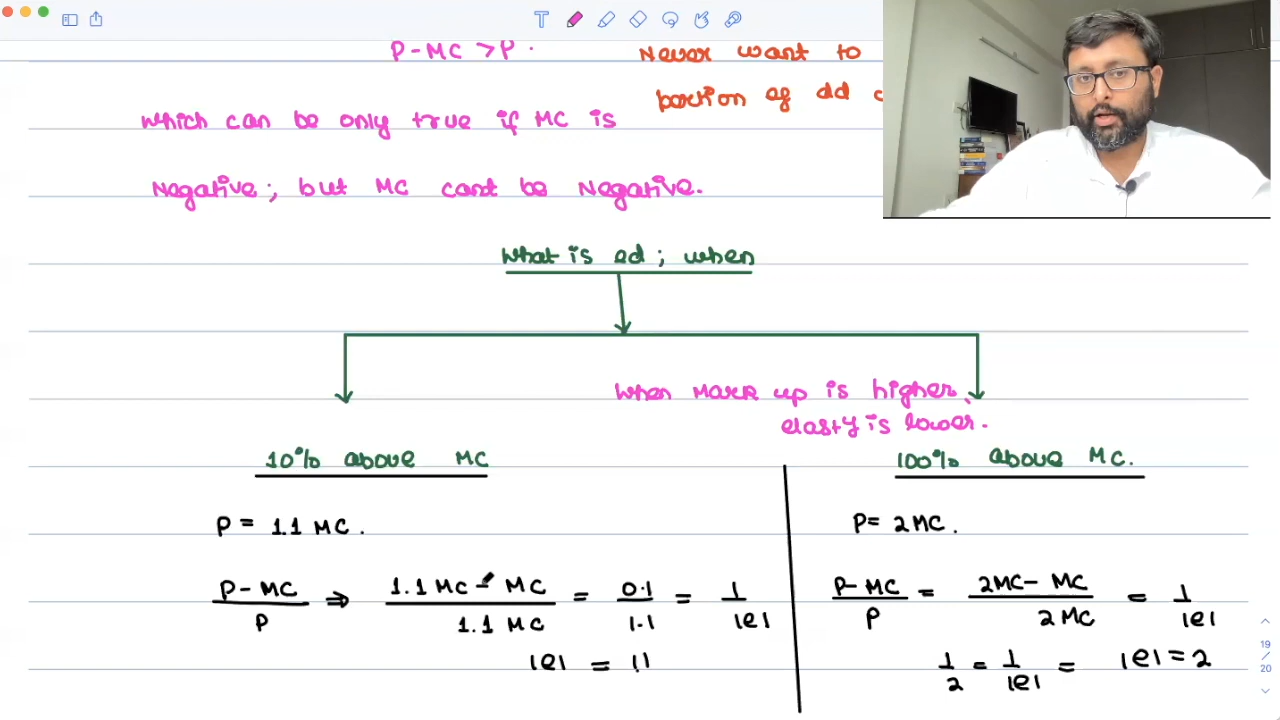 P-MC > P.
Never want to
portion of dd
which can be only true if MC is
Negative; but MC cant be Negative.
What is ed; when
When Mark up is higher,
elasty is lower.
10% above MC
100% above MC.
P = 1.1 MC.
P = 2MC.
P-MC / P ⇒ 1.1 MC - MC / 1.1 MC = 0.1 / 1.1 = 1 / |e|
|e| = 11
P-MC / P = 2MC - MC / 2MC = 1 / |e|
1/2 = 1/|e| = |e| = 2
19 / 20